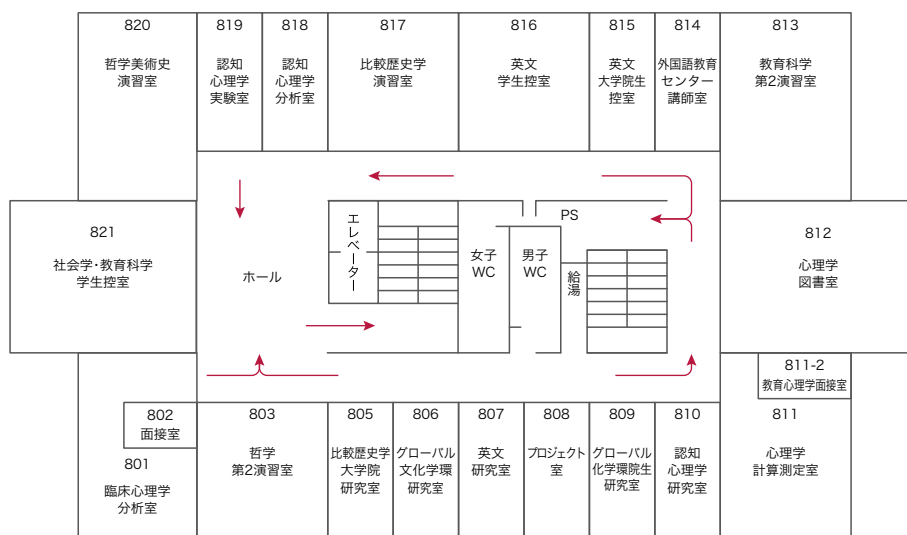 820
哲学美術史
演習室
819
認知
心理学
実験室
818
認知
心理学
分析室
817
比較歴史学
演習室
816
英文
学生控室
815
英文
大学院生
控室
814
外国語教育
センター
講師室
813
教育科学
第2演習室
821
社会学・教育科学
学生控室
ホール
エレベーター
女子
WC
男子
WC
PS
給湯
812
心理学
図書室
811-2
教育心理学面接室
802
面接室
801
臨床心理学
分析室
803
哲学
第2演習室
805
比較歴史学
大学院
研究室
806
グローバル
文化学環
研究室
807
英文
研究室
808
プロジェクト
室
809
グローバル
化学環院生
研究室
810
認知
心理学
研究室
811
心理学
計算測定室